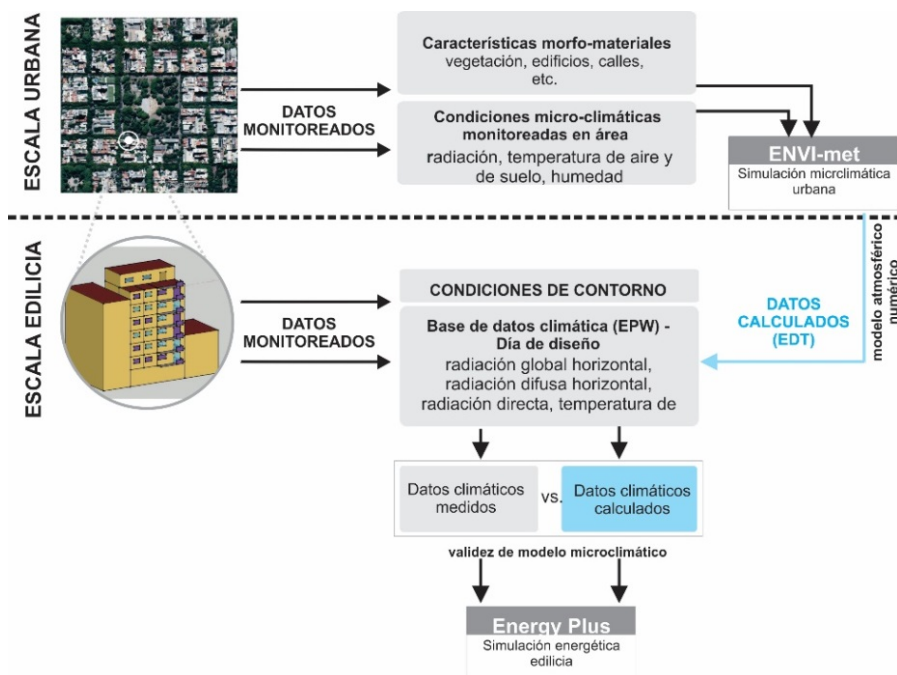 ESCALA URBANA
DATOS
MONITOREADOS
Características morfo-materiales
vegetación, edificios, calles,
etc.
Condiciones micro-climáticas
monitoreadas en área
radiación, temperatura de aire y
de suelo, humedad
ENVI-met
Simulación microlimática
urbana
ESCALA EDILICIA
DATOS
MONITOREADOS
CONDICIONES DE CONTORNO
Base de datos climática (EPW) -
Día de diseño
radiación global horizontal,
radiación difusa horizontal,
radiación directa, temperatura de
DATOS
CALCULADOS
(EDT)
modelo atmosférico
numérico
Datos climáticos
medidos
vs.
Datos climáticos
calculados
validez de modelo microclimático
Energy Plus
Simulación energética
edilicia